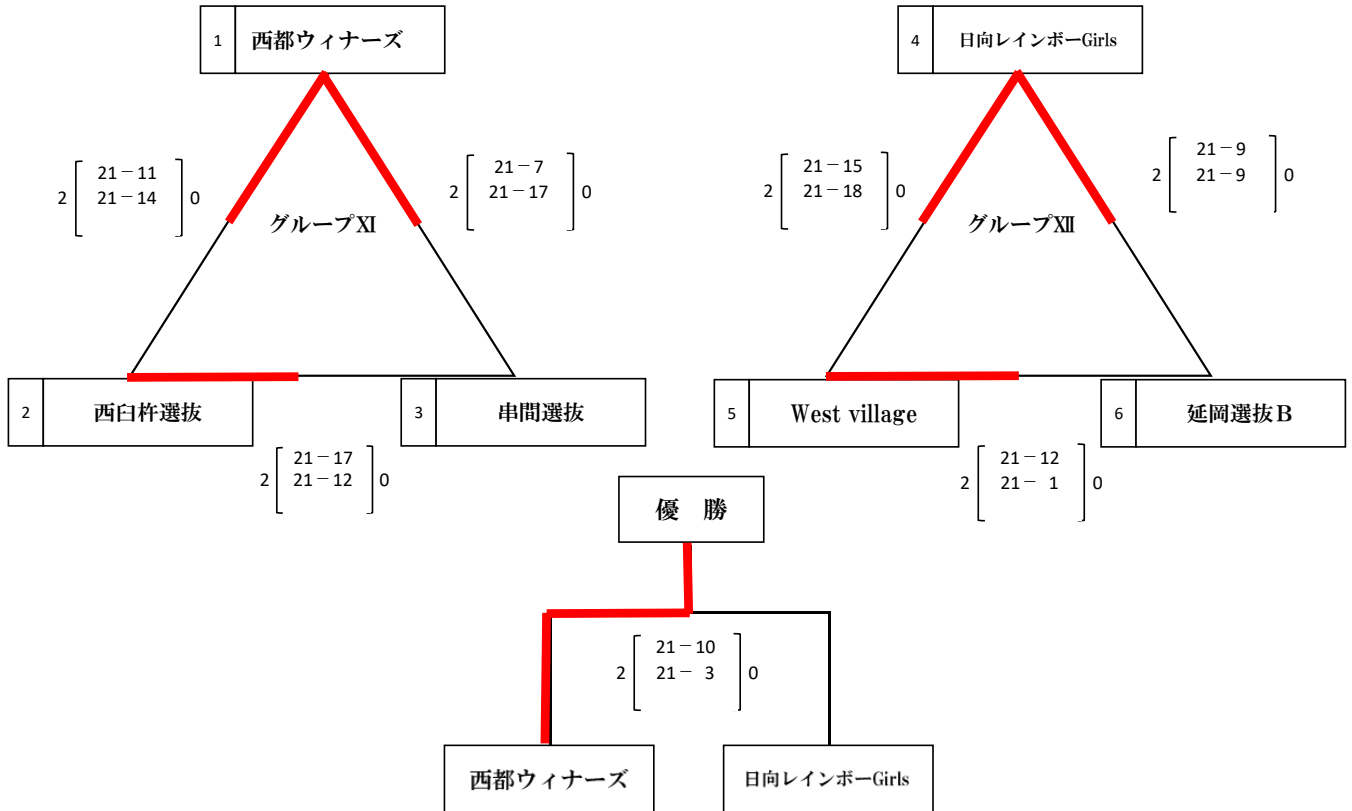 1 西都ウィナーズ
4 日向レインボーGirls
2 21－11 0
21－14
21－7
2 21－17 0
2 21－15 0
21－18
21－9
2 21－9 0
グループⅪ
グループⅫ
2 西臼杵選抜
3 串間選抜
5 West village
6 延岡選抜Ｂ
21－17
2 21－12 0
21－12
2 21－ 1 0
優　勝
21－10
2 21－ 3 0
西都ウィナーズ
日向レインボーGirls